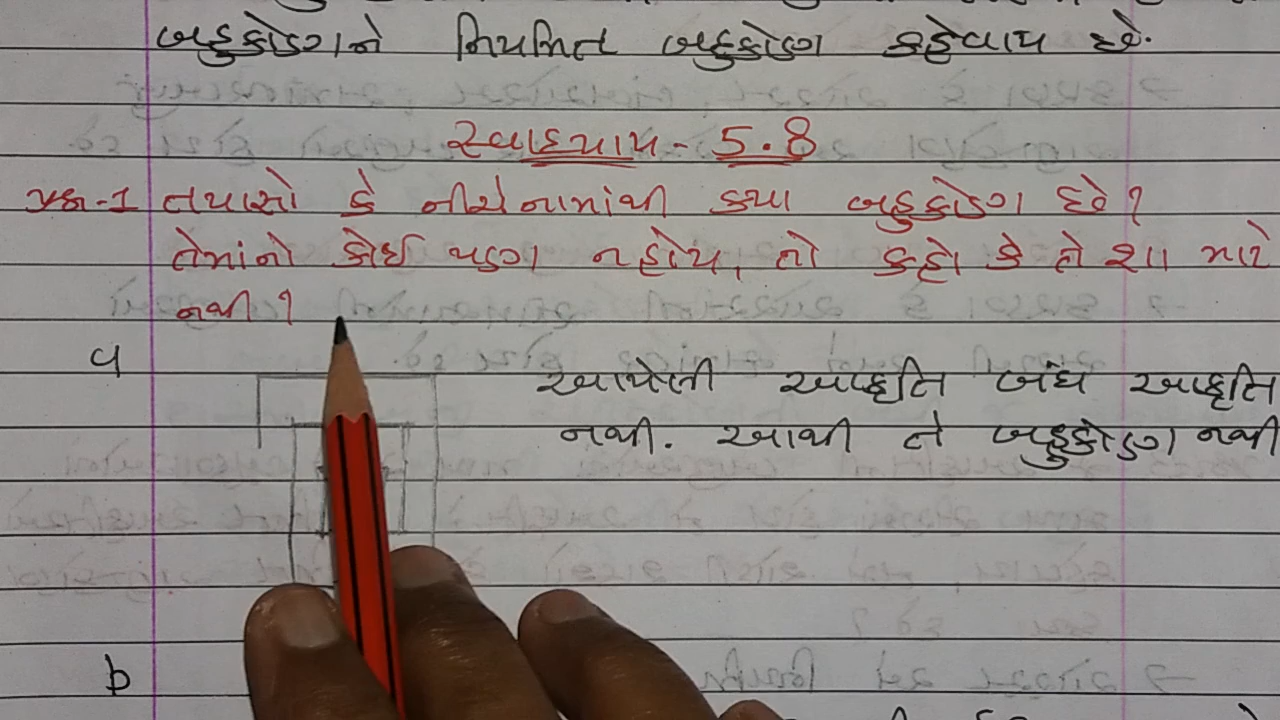 બહુકોણને નિયમિત બહુકોણ કહેવાય છે.
સ્વાધ્યાય - 5.8
પ્રશ્ન-1 તપાસો કે નીચેનામાંથી કયા બહુકોણ છે?
તેમાંનો કોઈ પણ ન હોય, તો કહો કે તે શા માટે
નથી?
a
આપેલી આકૃતિ બંધ આકૃતિ
નથી. આથી તે બહુકોણ નથી
b